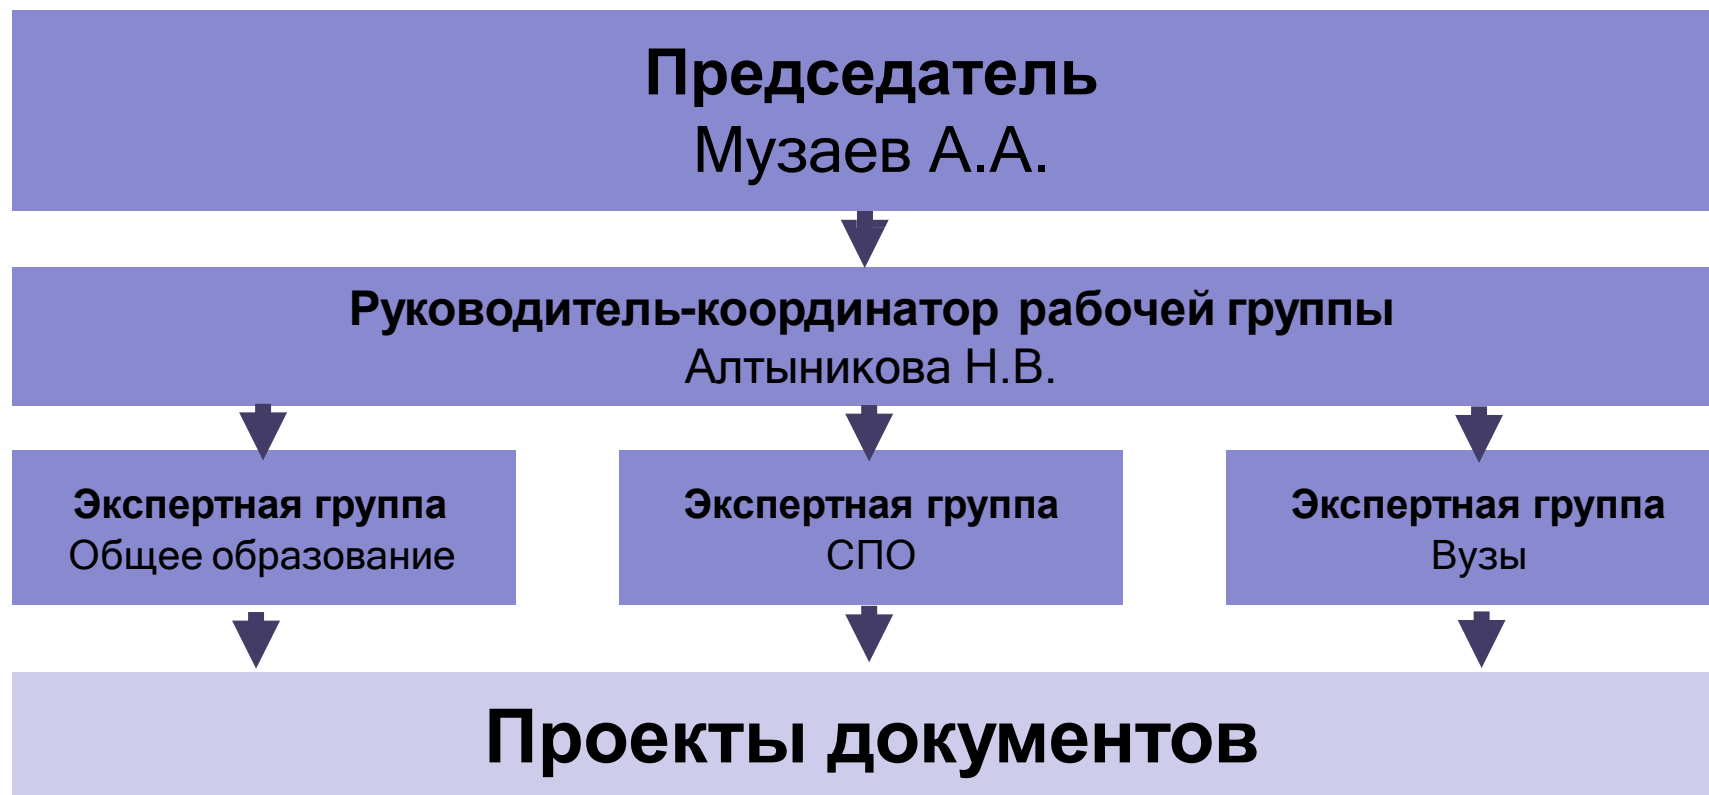 Председатель
Музаев А.А.
Руководитель-координатор рабочей группы
Алтыникова Н.В.
Экспертная группа
Общее образование
Экспертная группа
СПО
Экспертная группа
Вузы
Проекты документов